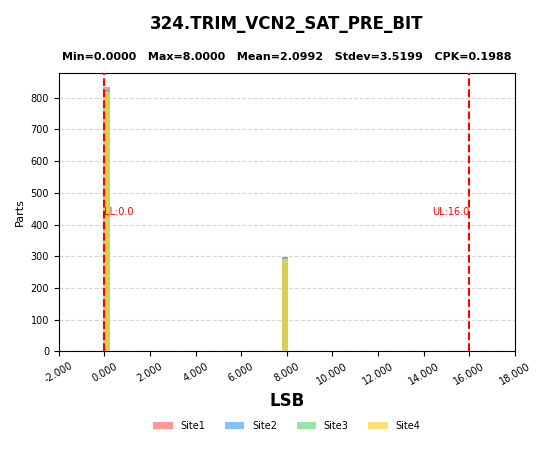 324.TRIM_VCN2_SAT_PRE_BIT
Min=0.0000 Max=8.0000 Mean=2.0992 Stdev=3.5199 CPK=0.1988
800
700
600
500
400
300
200
100
0
Parts
LL:0.0
UL:16.0
-2.000 0.000 2.000 4.000 6.000 8.000 10.000 12.000 14.000 16.000 18.000
LSB
Site1 Site2 Site3 Site4